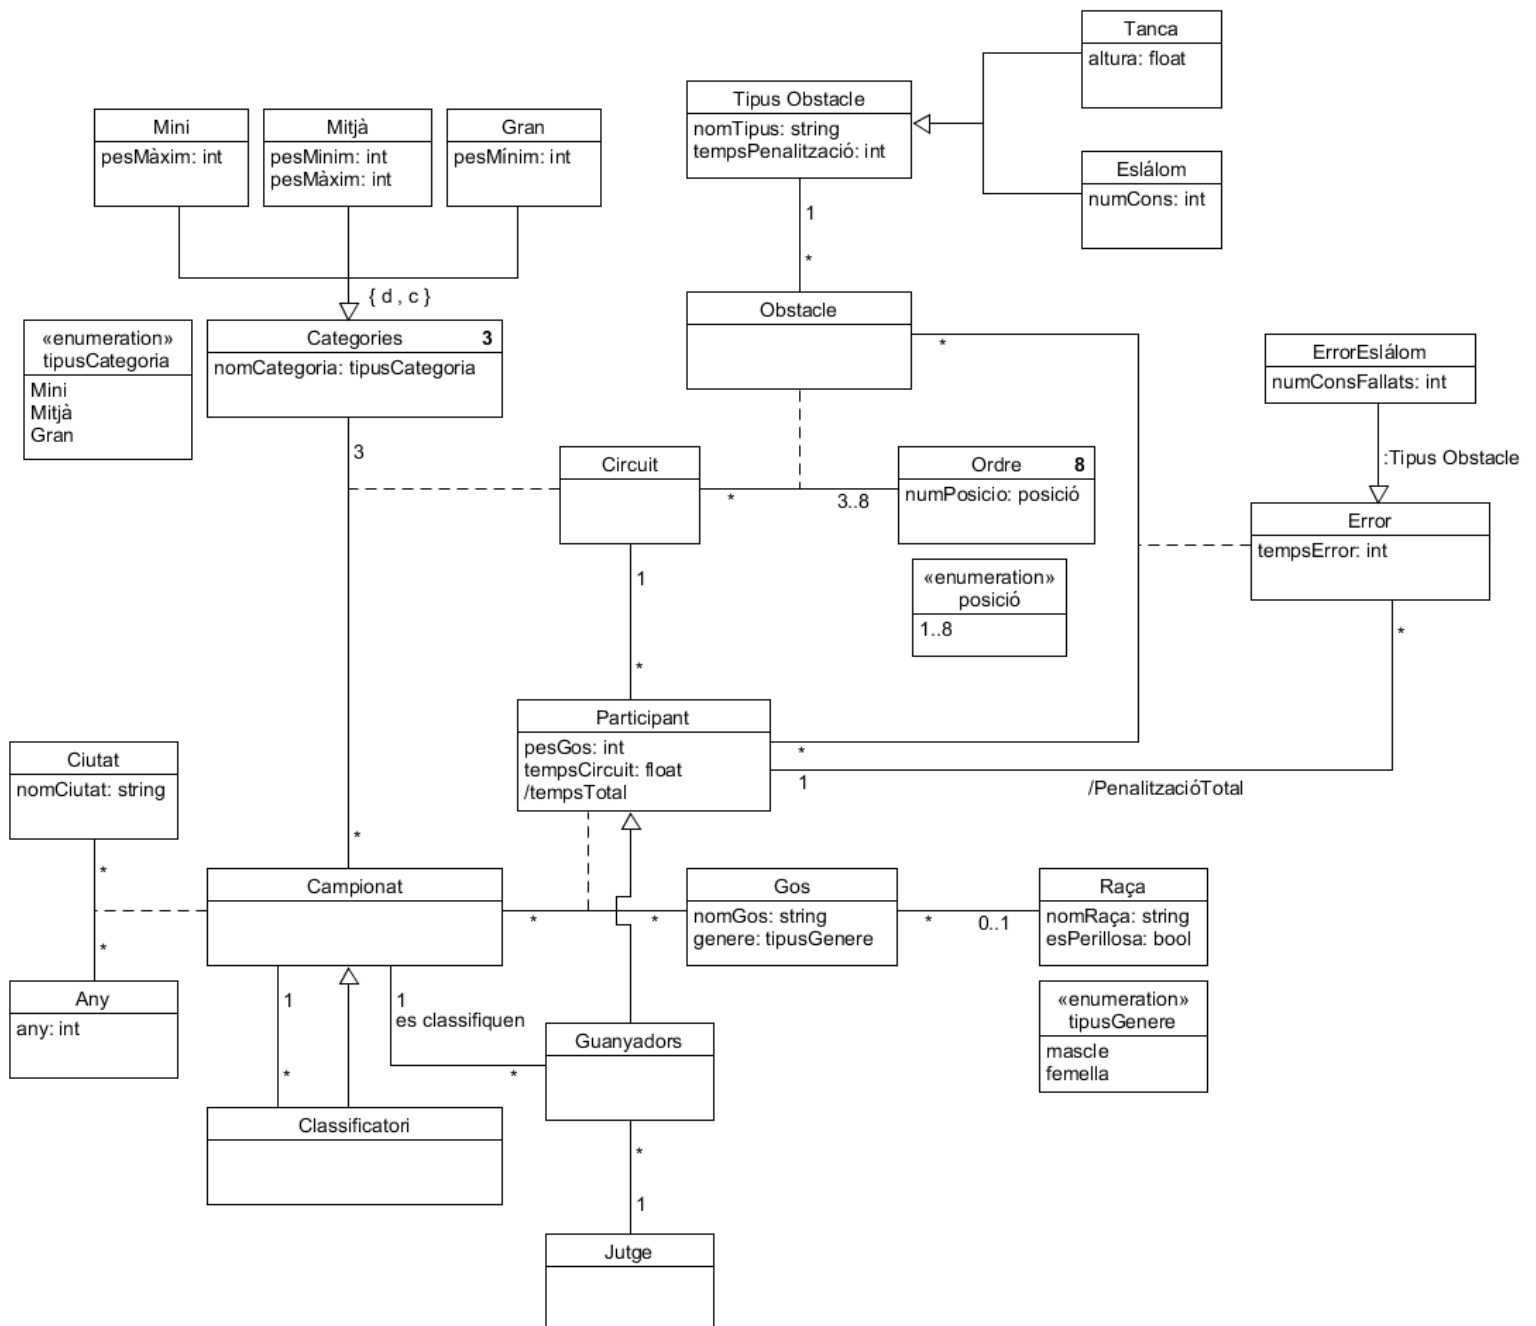 Tanca
altura: float
Tipus Obstacle
nomTipus: string
tempsPenalització: int
Eslálom
numCons: int
Mini
pesMàxim: int
Mitjà
pesMinim: int
pesMàxim: int
Gran
pesMínim: int
{ d , c }
1
*
«enumeration»
tipusCategoria
Mini
Mitjà
Gran
Categories 3
nomCategoria: tipusCategoria
3
*
Obstacle
*
ErrorEslálom
numConsFallats: int
:Tipus Obstacle
Circuit
*
3..8
Ordre 8
numPosicio: posició
«enumeration»
posició
1..8
Error
tempsError: int
*
1
*
Participant
pesGos: int
tempsCircuit: float
/tempsTotal
*
1
/PenalitzacióTotal
Ciutat
nomCiutat: string
*
*
Any
any: int
Campionat
*
*
Gos
nomGos: string
genere: tipusGenere
*
0..1
Raça
nomRaça: string
esPerillosa: bool
«enumeration»
tipusGenere
mascle
femella
1
*
1
es classifiquen
*
Guanyadors
Classificatori
*
1
Jutge